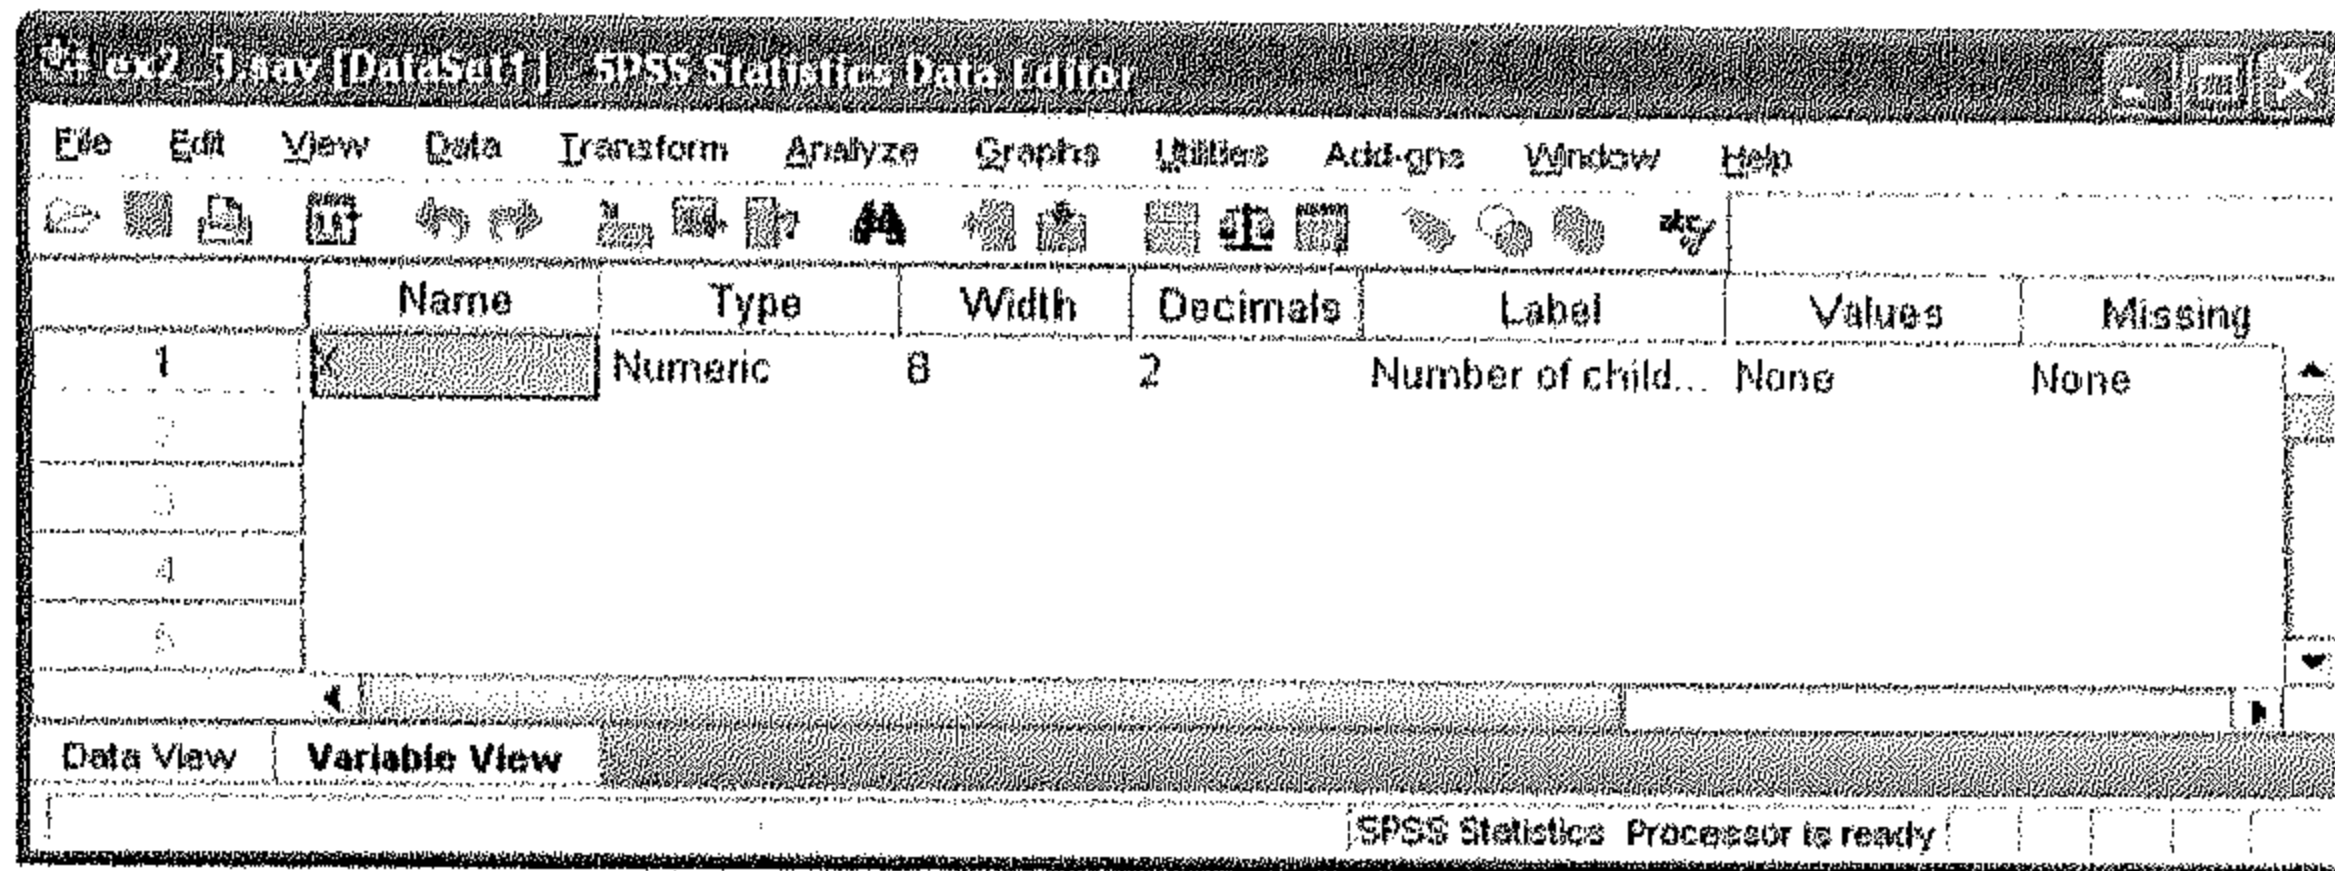 ex2_3.sav [DataSet1] - SPSS Statistics Data Editor
File Edit View Data Transform Analyze Graphs Utilities Add-ons Window Help
Name Type Width Decimals Label Values Missing
1 X Numeric 8 2 Number of child... None None
2
3
4
5
Data View Variable View
SPSS Statistics Processor is ready